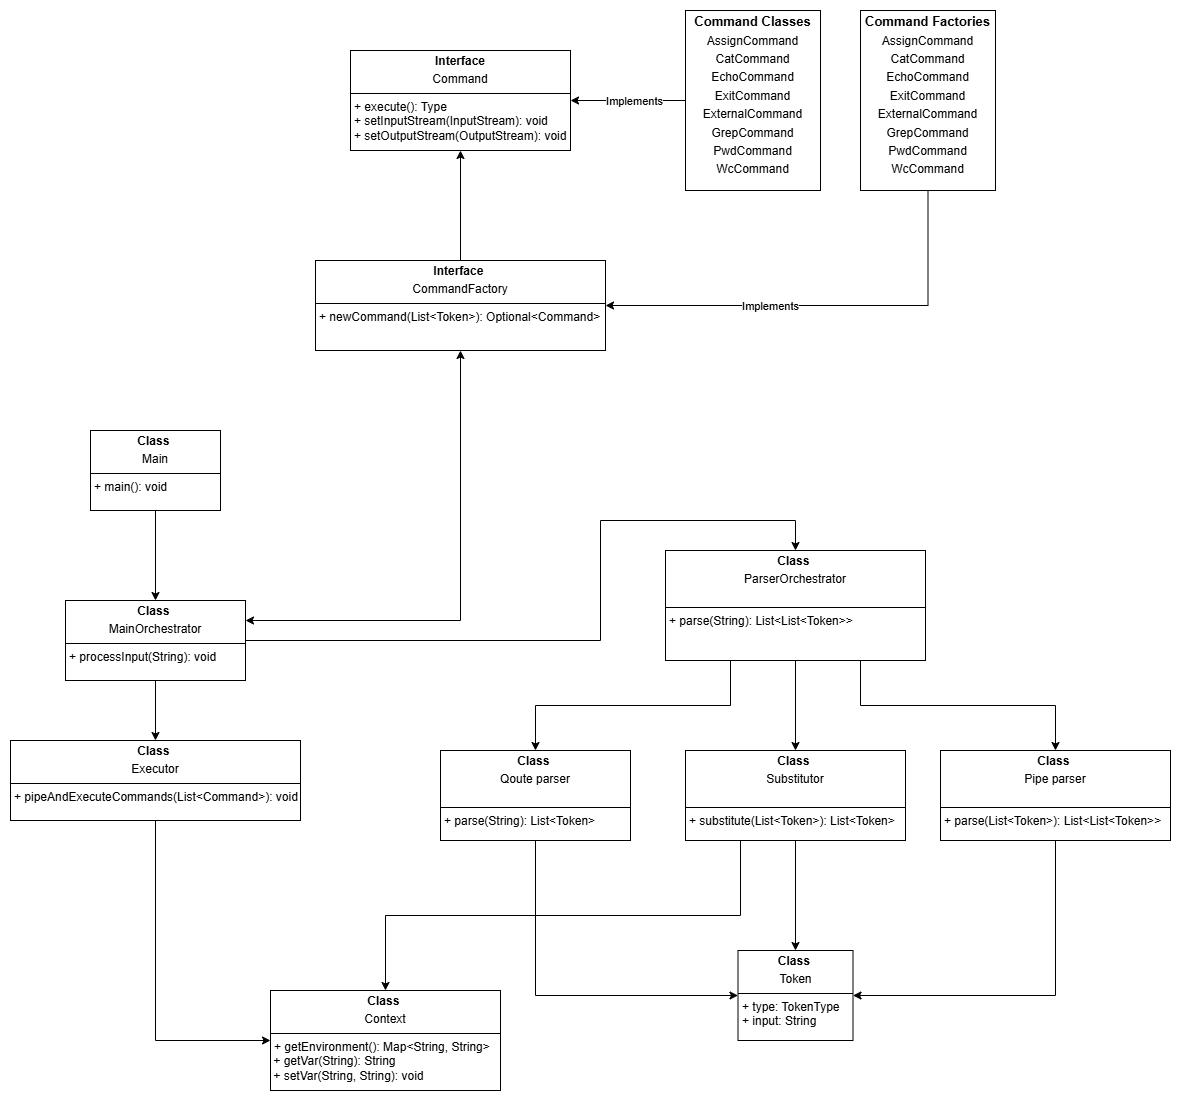 Command Classes
AssignCommand
CatCommand
EchoCommand
ExitCommand
ExternalCommand
GrepCommand
PwdCommand
WcCommand
Command Factories
AssignCommand
CatCommand
EchoCommand
ExitCommand
ExternalCommand
GrepCommand
PwdCommand
WcCommand
Interface
Command
+ execute(): Type
+ setInputStream(InputStream): void
+ setOutputStream(OutputStream): void
Implements
Interface
CommandFactory
+ newCommand(List<Token>): Optional<Command>
Implements
Class
Main
+ main(): void
Class
MainOrchestrator
+ processInput(String): void
Class
ParserOrchestrator
+ parse(String): List<List<Token>>
Class
Executor
+ pipeAndExecuteCommands(List<Command>): void
Class
Qoute parser
+ parse(String): List<Token>
Class
Substitutor
+ substitute(List<Token>): List<Token>
Class
Pipe parser
+ parse(List<Token>): List<List<Token>>
Class
Token
+ type: TokenType
+ input: String
Class
Context
+ getEnvironment(): Map<String, String>
+ getVar(String): String
+ setVar(String, String): void